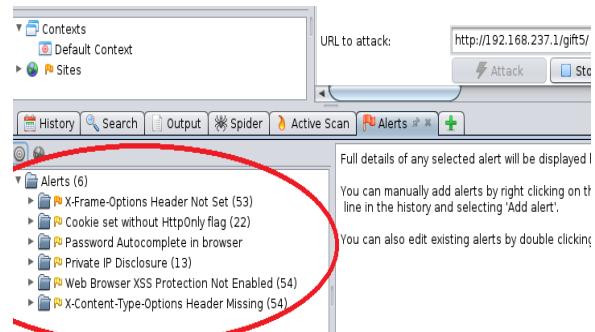 Contexts
Default Context
Sites
URL to attack: http://192.168.237.1/gift5/
Attack
History Search Output Spider Active Scan Alerts
Full details of any selected alert will be displayed
Alerts (6)
X-Frame-Options Header Not Set (53)
Cookie set without HttpOnly flag (22)
Password Autocomplete in browser
Private IP Disclosure (13)
Web Browser XSS Protection Not Enabled (54)
X-Content-Type-Options Header Missing (54)
You can manually add alerts by right clicking on
line in the history and selecting 'Add alert'.
You can also edit existing alerts by double clicking